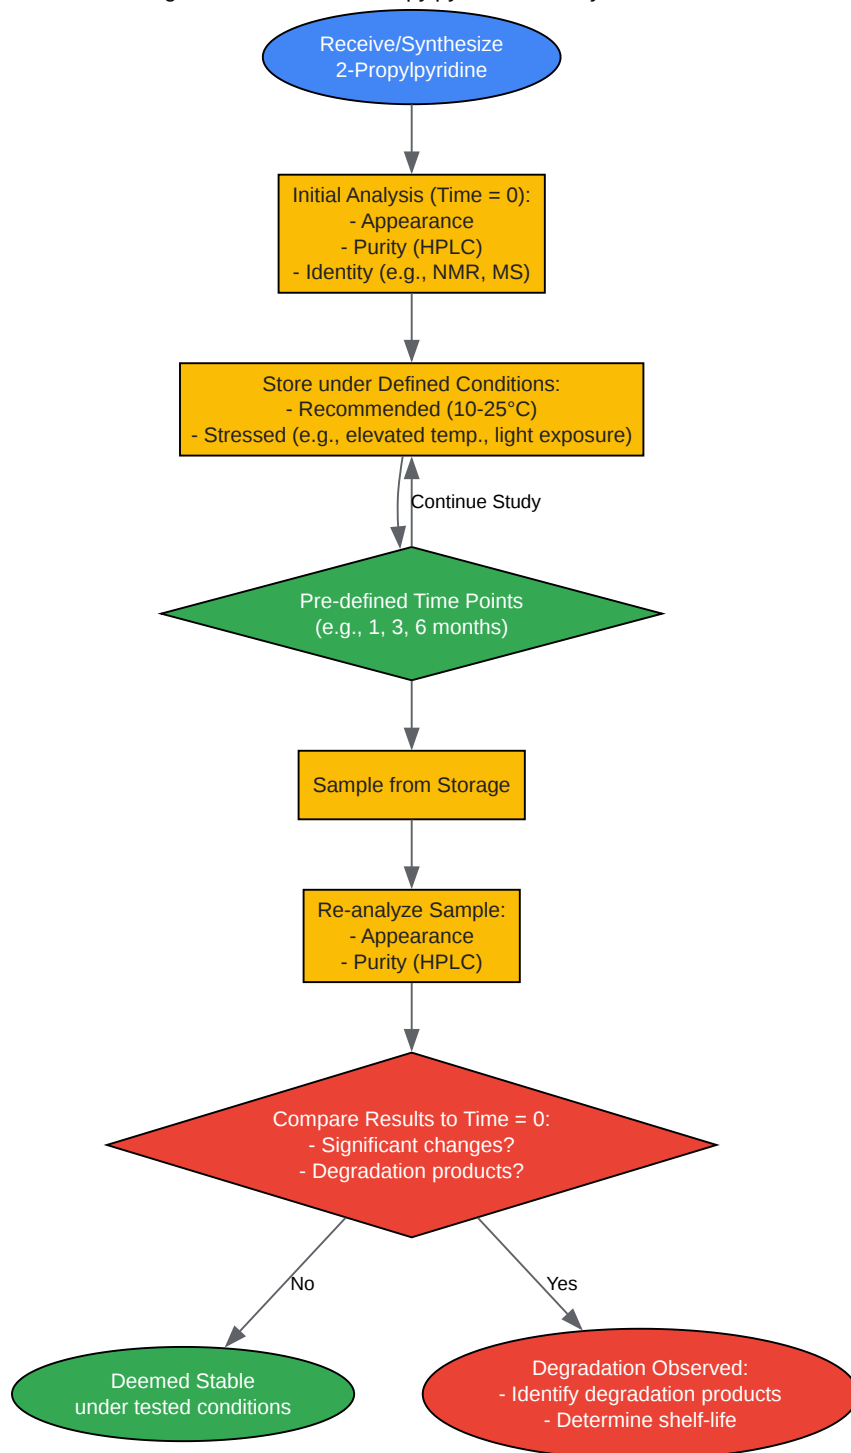 Receive/Synthesize
2-Propylpyridine
Initial Analysis (Time = 0):
- Appearance
- Purity (HPLC)
- Identity (e.g., NMR, MS)
Store under Defined Conditions:
- Recommended (10-25°C)
- Stressed (e.g., elevated temp., light exposure)
Continue Study
Pre-defined Time Points
(e.g., 1, 3, 6 months)
Sample from Storage
Re-analyze Sample:
- Appearance
- Purity (HPLC)
Compare Results to Time = 0:
- Significant changes?
- Degradation products?
No
Yes
Deemed Stable
under tested conditions
Degradation Observed:
- Identify degradation products
- Determine shelf-life